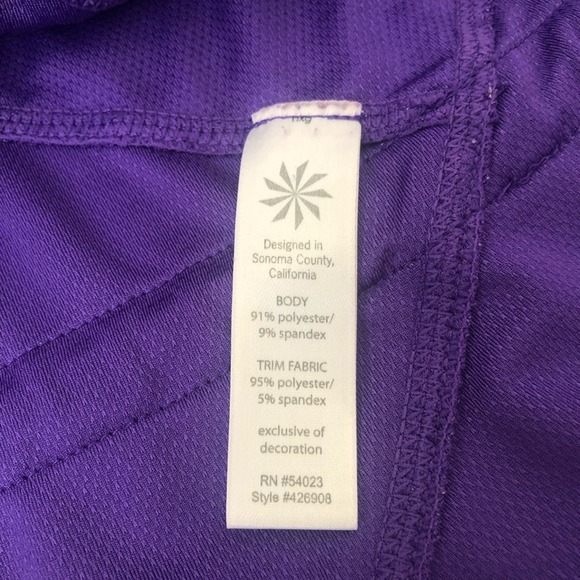 Designed in
Sonoma County,
California
BODY
91% polyester/
9% spandex
TRIM FABRIC
95% polyester/
5% spandex
exclusive of
decoration
RN #54023
Style #426908